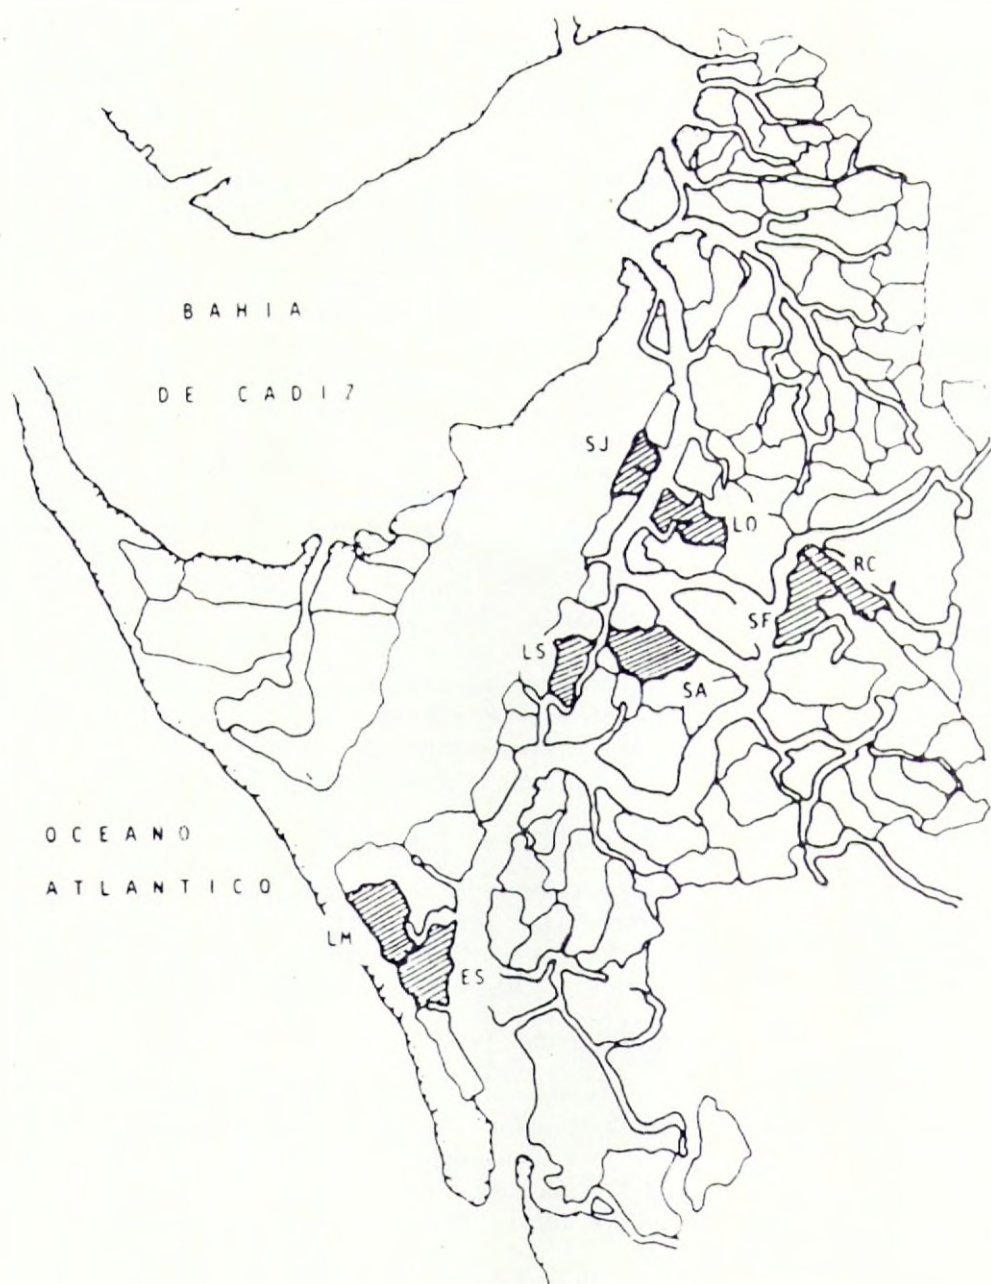 BAHIA
DE CADIZ
SJ
LO
RC
SF
LS
SA
OCEANO
ATLANTICO
LM
ES